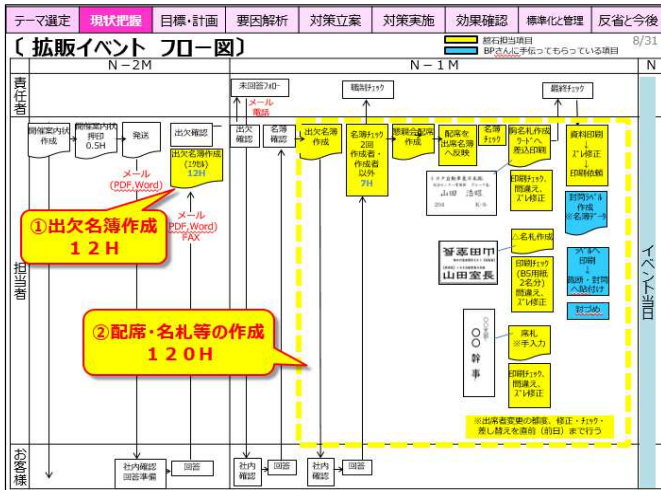 テーマ選定 現状把握 目標・計画 要因解析 対策立案 対策実施 効果確認 標準化と管理 反省と今後
〔 拡販イベント フロー図〕
舘石担当項目
BPさんに手伝ってもらっている項目
8/31
N-2M
N-1M
N
責任者
未回答フォロー
メール
電話
職制チェック
最終チェック
担当者
開催案内状
作成
開催案内状
押印
0.5H
発送
出欠確認
出欠名簿作成
(エクセル)
12H
メール
(PDF,Word)
メール
(PDF,Word)
FAX
①出欠名簿作成
12H
出欠
確認
名簿
確認
出欠名簿
作成
名簿チェック
2回
作成者・
作成者
以外
7H
懇親会配席
作成
配席を
出席名簿
へ反映
名簿
チェック
胸名札作成
差込印刷
印刷チェック、
間違え、
ズレ修正
△名札作成
印刷チェック
(BS用紙
2名分)
間違え、
ズレ修正
山田室長
山田室長
〇〇幹事
席札
※手入力
印刷チェック、
間違え、
ズレ修正
資料印刷
↓
ズレ修正
↓
印刷依頼
封筒ラベル
作成
※名簿データ
ラベルへ
印刷
↓
裁断・封筒
へ貼付け
封づめ
②配席・名札等の作成
120H
※出席者変更の都度、修正・チェック・
差し替えを直前(前日)まで行う
イベント当日
お客様
社内確認
回答準備
回答
社内
確認
回答
社内
確認
回答